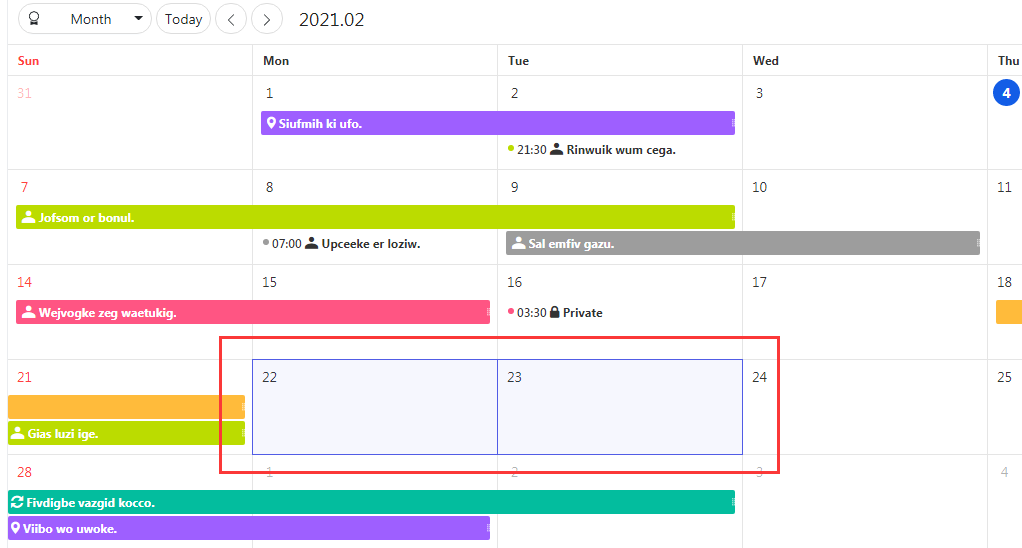 Month Today 2021.02
Sun Mon Tue Wed Thu
31 1 2 3 4
Siufmih ki ufo.
21:30 Rinwuik wum cega.
7 8 9 10 11
Jofsom or bonul.
07:00 Upceeke er loziw. Sal emfiv gazu.
14 15 16 17 18
Wejvogke zeg waetukig. 03:30 Private
21 22 23 24 25
Gias luzi ige.
28 1 2 3 4
Fivdigbe vazgid kocco.
Viibo wo uwoke.